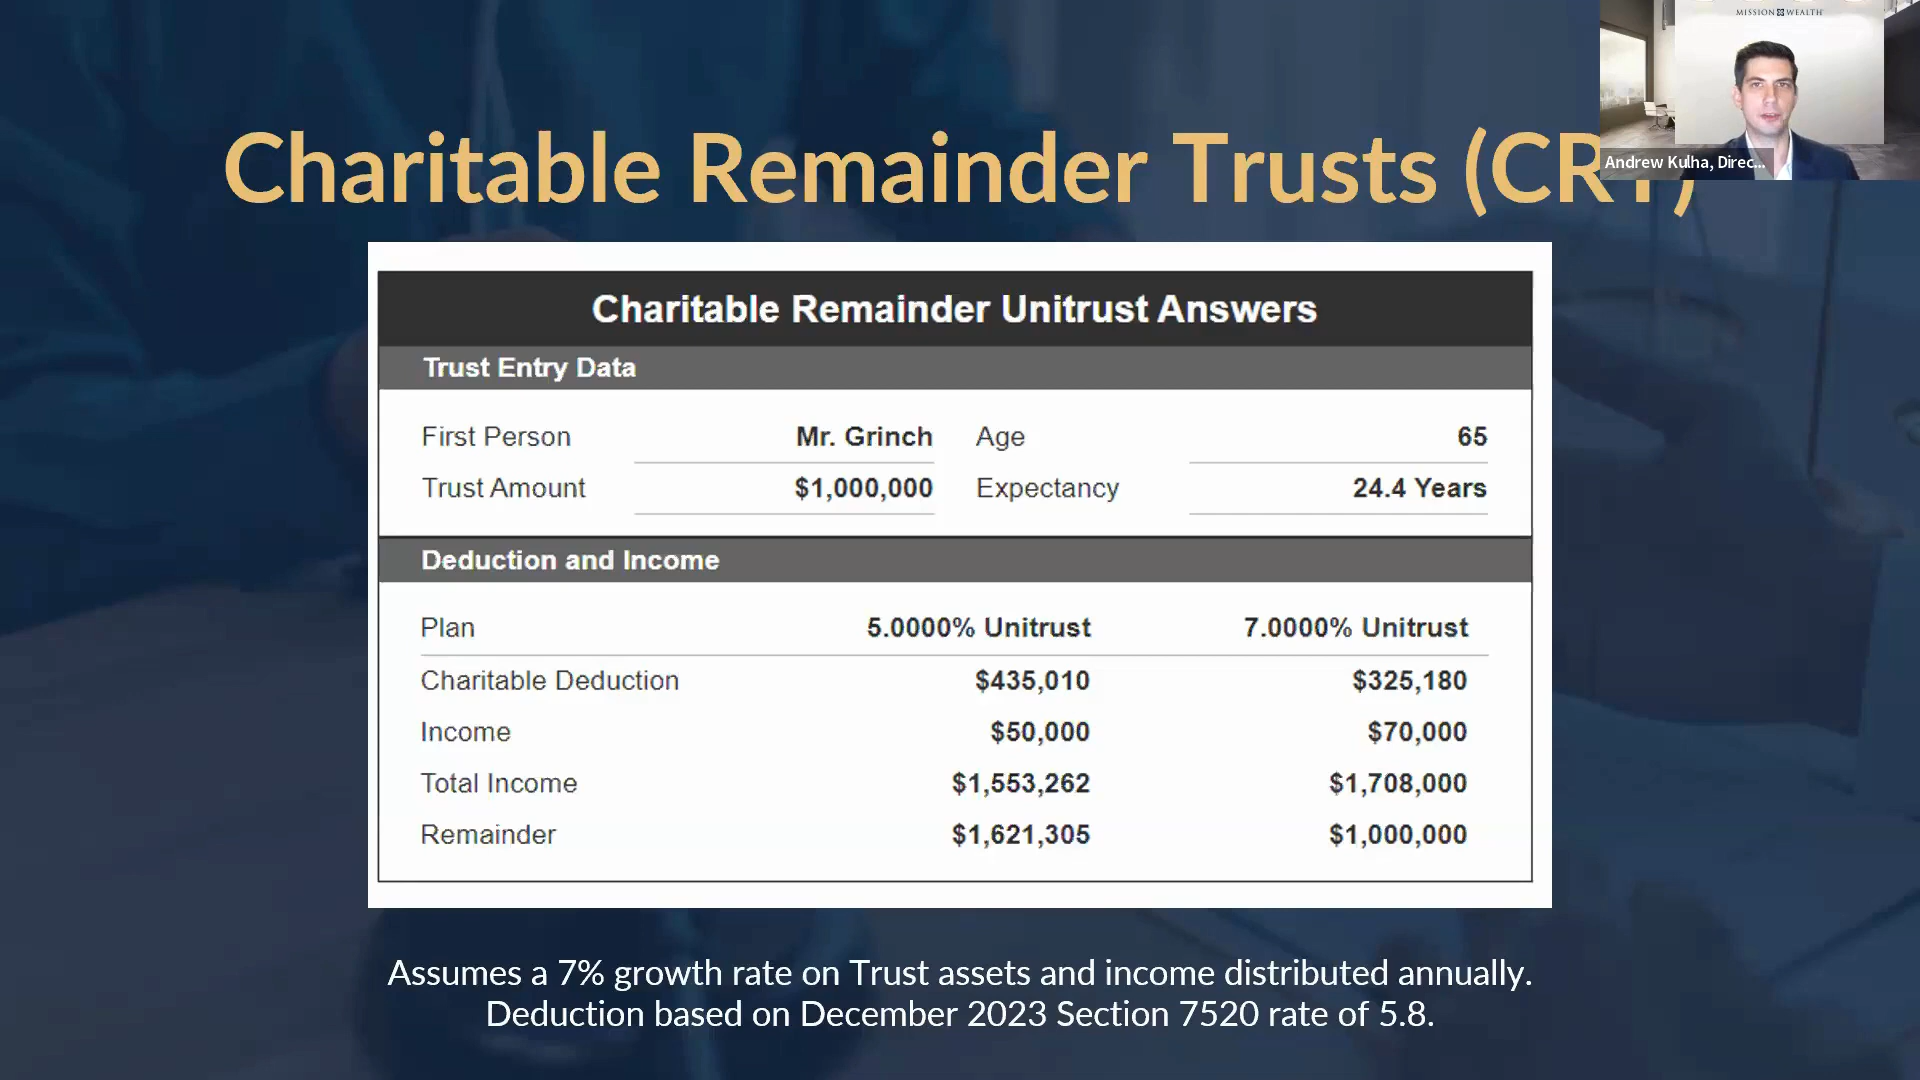 MISSION WEALTH
Andrew Kulha, Direc...
Charitable Remainder Trusts (CRT)
Charitable Remainder Unitrust Answers
Trust Entry Data
First Person Mr. Grinch Age 65
Trust Amount $1,000,000 Expectancy 24.4 Years
Deduction and Income
Plan 5.0000% Unitrust 7.0000% Unitrust
Charitable Deduction $435,010 $325,180
Income $50,000 $70,000
Total Income $1,553,262 $1,708,000
Remainder $1,621,305 $1,000,000
Assumes a 7% growth rate on Trust assets and income distributed annually.
Deduction based on December 2023 Section 7520 rate of 5.8.